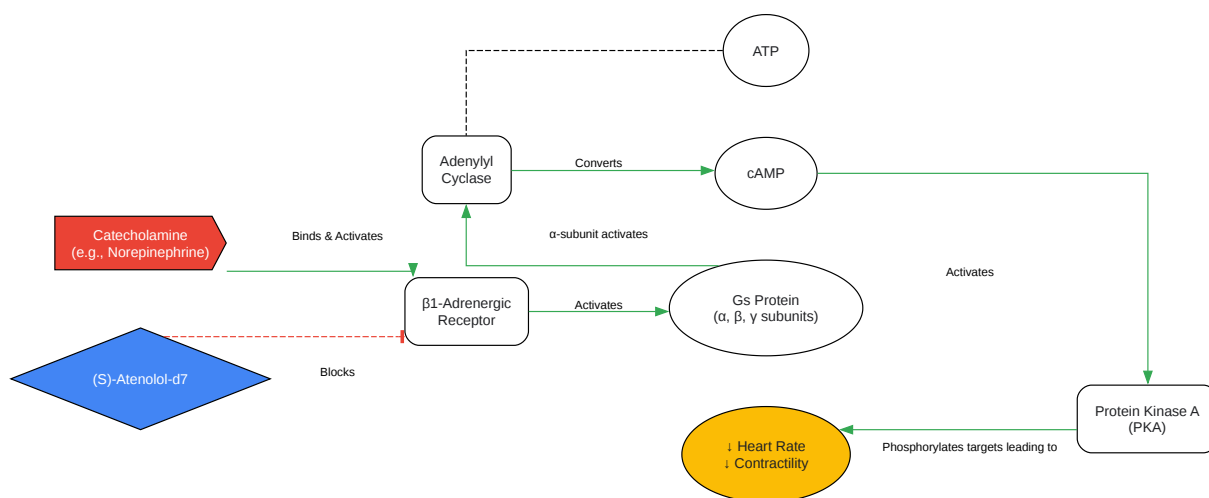 ATP
Adenylyl
Cyclase
Converts
cAMP
Catecholamine
(e.g., Norepinephrine)
Binds & Activates
α-subunit activates
Activates
β1-Adrenergic
Receptor
Activates
Gs Protein
(α, β, γ subunits)
(S)-Atenolol-d7
Blocks
Protein Kinase A
(PKA)
Phosphorylates targets leading to
↓ Heart Rate
↓ Contractility